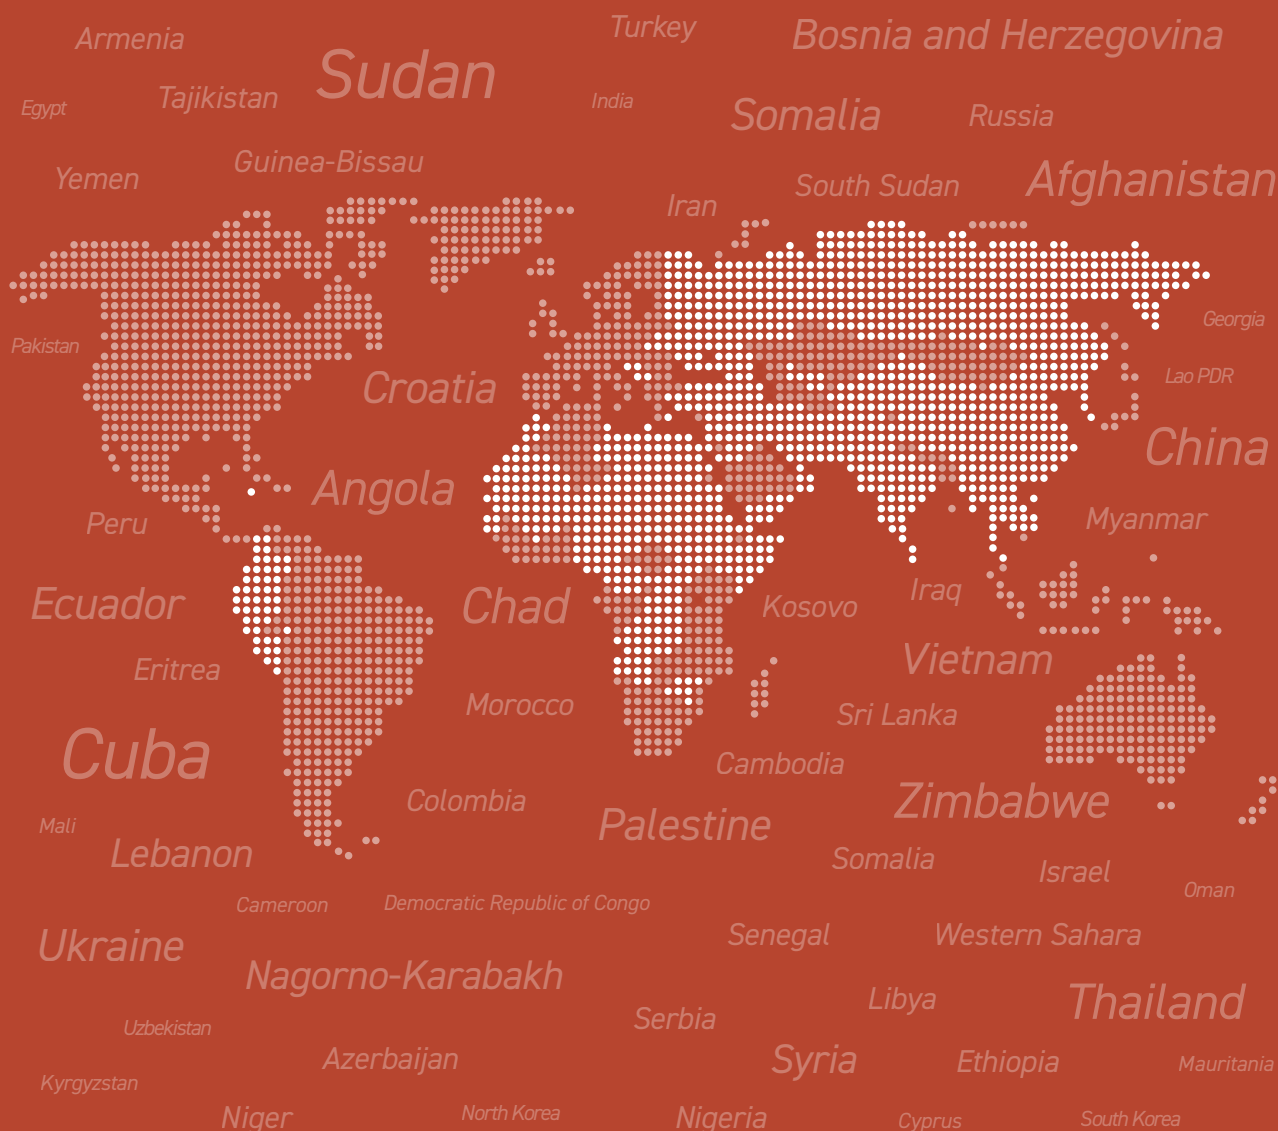 Turkey
Bosnia and Herzegovina
Armenia
Sudan
Tajikistan
India
Egypt
Somalia
Russia
Guinea-Bissau
Yemen
South Sudan
Afghanistan
Iran
Georgia
Pakistan
Croatia
Lao PDR
China
Angola
Peru
Myanmar
Ecuador
Chad
Kosovo
Iraq
Eritrea
Vietnam
Morocco
Sri Lanka
Cuba
Cambodia
Colombia
Zimbabwe
Mali
Palestine
Lebanon
Somalia
Israel
Oman
Cameroon
Democratic Republic of Congo
Ukraine
Senegal
Western Sahara
Nagorno-Karabakh
Libya
Thailand
Uzbekistan
Serbia
Azerbaijan
Syria
Ethiopia
Mauritania
Kyrgyzstan
Niger
North Korea
Nigeria
Cyprus
South Korea